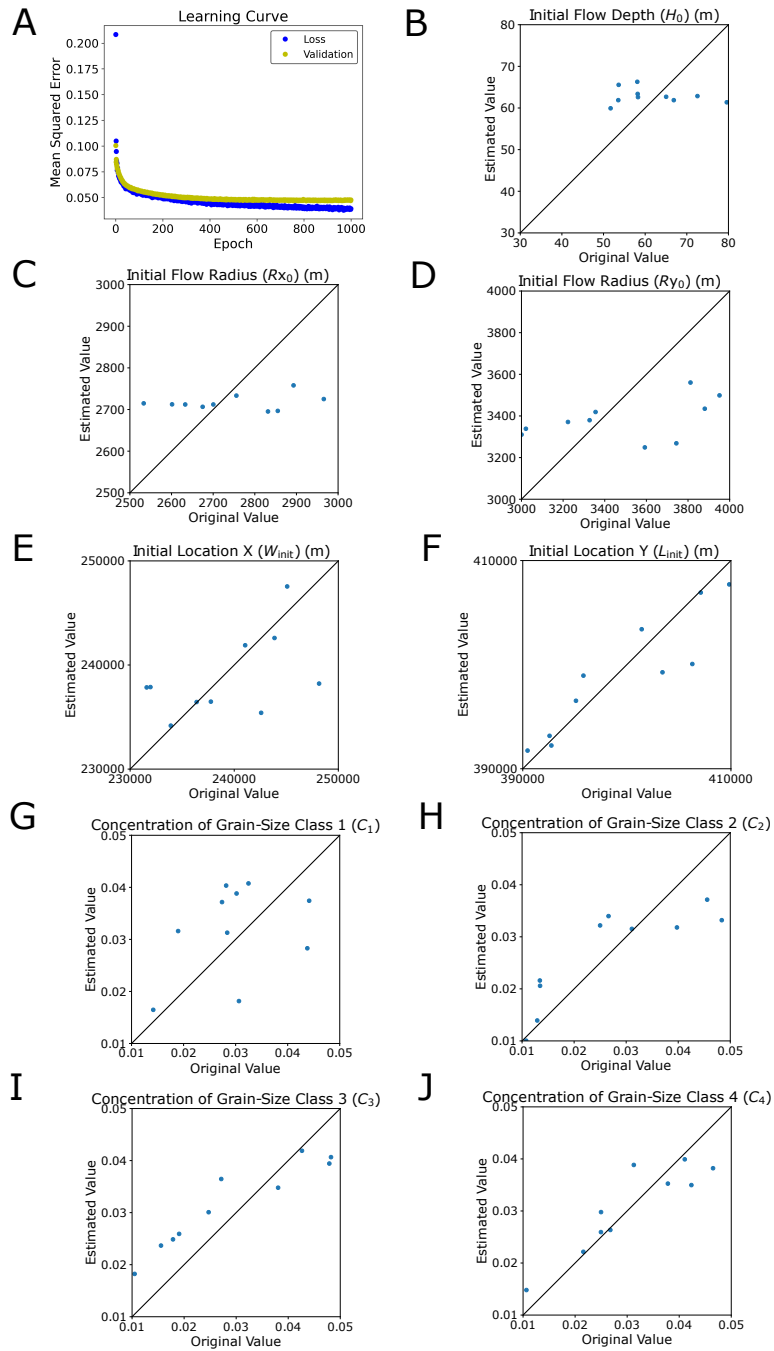 A
Learning Curve
Mean Squared Error
0.200
0.175
0.150
0.125
0.100
0.075
0.050
0
200
400
600
800
1000
Epoch
Loss
Validation
B
Initial Flow Depth (H₀) (m)
Estimated Value
80
70
60
50
40
30
30
40
50
60
70
80
Original Value
C
Initial Flow Radius (Rx₀) (m)
Estimated Value
3000
2900
2800
2700
2600
2500
2500
2600
2700
2800
2900
3000
Original Value
D
Initial Flow Radius (Ry₀) (m)
Estimated Value
4000
3800
3600
3400
3200
3000
3000
3200
3400
3600
3800
4000
Original Value
E
Initial Location X (W_init) (m)
Estimated Value
250000
240000
230000
230000
240000
250000
Original Value
F
Initial Location Y (L_init) (m)
Estimated Value
410000
390000
390000
410000
Original Value
G
Concentration of Grain-Size Class 1 (C₁)
Estimated Value
0.05
0.04
0.03
0.02
0.01
0.01
0.02
0.03
0.04
0.05
Original Value
H
Concentration of Grain-Size Class 2 (C₂)
Estimated Value
0.05
0.04
0.03
0.02
0.01
0.01
0.02
0.03
0.04
0.05
Original Value
I
Concentration of Grain-Size Class 3 (C₃)
Estimated Value
0.05
0.04
0.03
0.02
0.01
0.01
0.02
0.03
0.04
0.05
Original Value
J
Concentration of Grain-Size Class 4 (C₄)
Estimated Value
0.05
0.04
0.03
0.02
0.01
0.01
0.02
0.03
0.04
0.05
Original Value